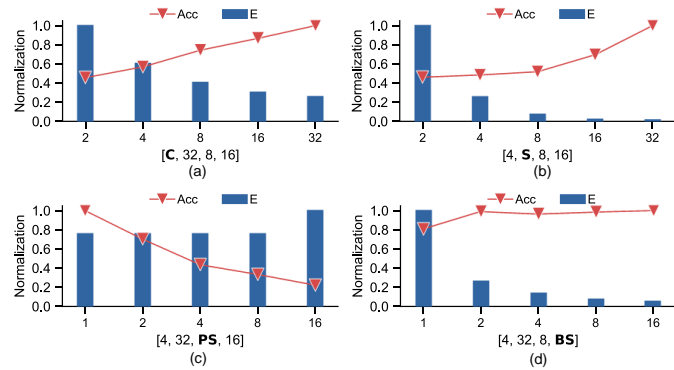 Acc E
Normalization
1.0
0.8
0.6
0.4
0.2
0.0
2 4 8 16 32
[C, 32, 8, 16]
(a)
Acc E
Normalization
1.0
0.8
0.6
0.4
0.2
0.0
2 4 8 16 32
[4, S, 8, 16]
(b)
Acc E
Normalization
1.0
0.8
0.6
0.4
0.2
0.0
1 2 4 8 16
[4, 32, PS, 16]
(c)
Acc E
Normalization
1.0
0.8
0.6
0.4
0.2
0.0
1 2 4 8 16
[4, 32, 8, BS]
(d)